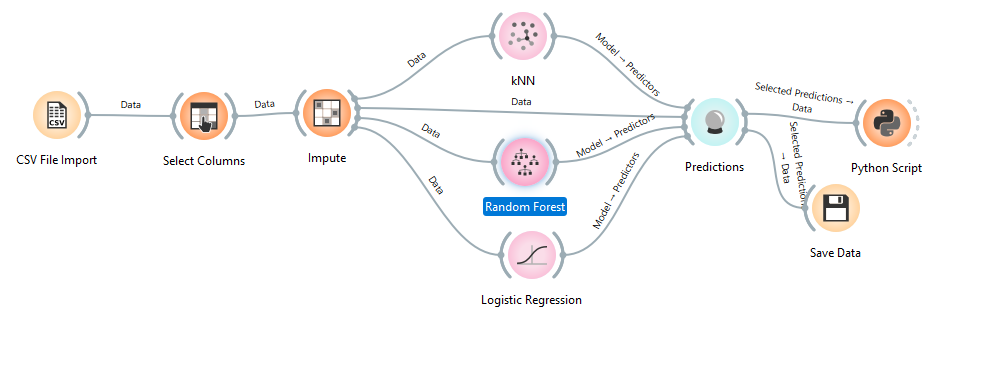 Data
Model → Predictors
kNN
CSV
Data
Data
Data
Selected Predictions →
Data
CSV File Import
Select Columns
Impute
Data
Model → Predictors
Predictions
Python Script
Random Forest
Data
Model → Predictors
Selected Predictions
→ Data
Save Data
Logistic Regression